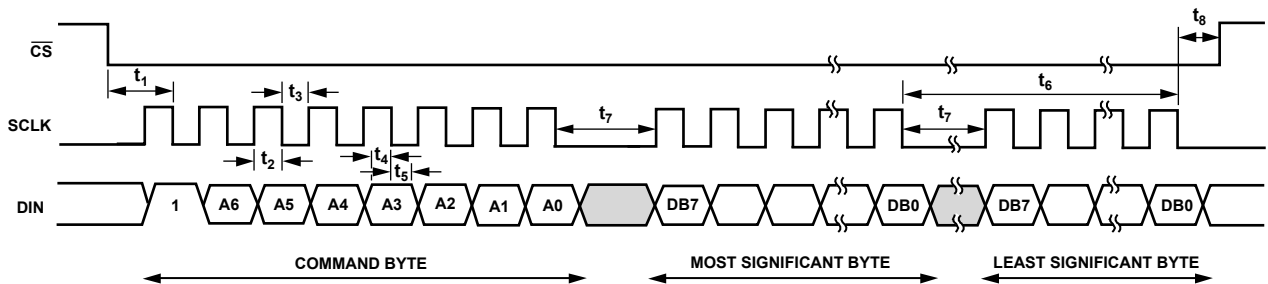 t8
CS
t1
t3
t6
t7
t7
SCLK
t2
t4
t5
DIN
1
A6
A5
A4
A3
A2
A1
A0
DB7
DB0
DB7
DB0
COMMAND BYTE
MOST SIGNIFICANT BYTE
LEAST SIGNIFICANT BYTE